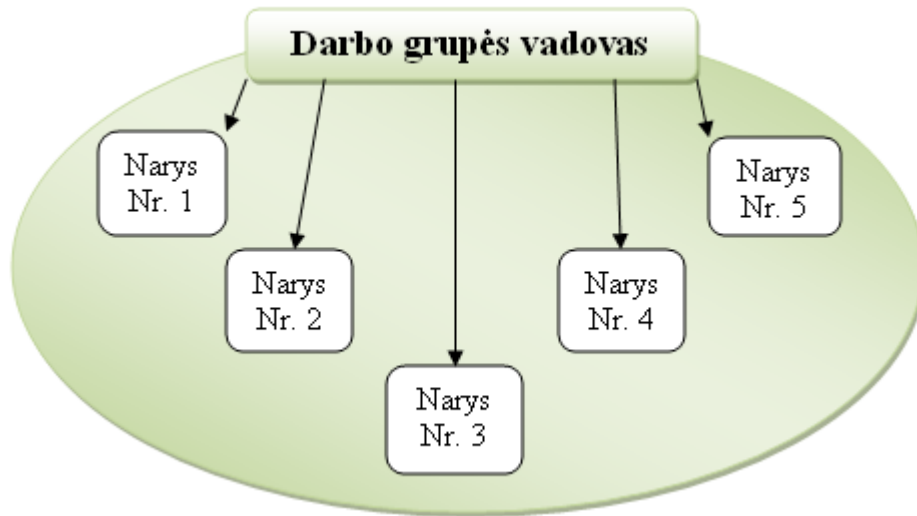 Darbo grupės vadovas
Narys
Nr. 1
Narys
Nr. 2
Narys
Nr. 3
Narys
Nr. 4
Narys
Nr. 5